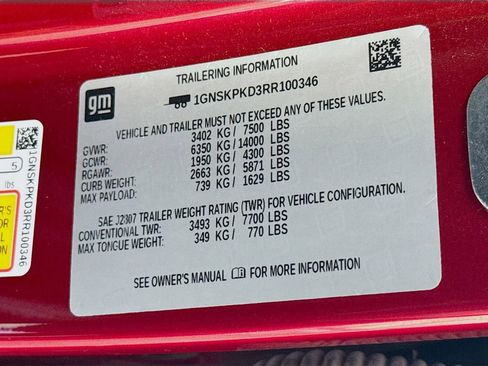 TRAILERING INFORMATION
1GNSKPKD3RR100346
gm
VEHICLE AND TRAILER MUST NOT EXCEED ANY OF THESE VALUES.
GVWR: 3402 KG/ 7500 LBS
GCWR: 6350 KG/ 14000 LBS
RGAWR: 1950 KG/ 4300 LBS
CURB WEIGHT: 2663 KG/ 5871 LBS
MAX PAYLOAD: 739 KG/ 1629 LBS
SAE J2807 TRAILER WEIGHT RATING (TWR) FOR VEHICLE CONFIGURATION.
CONVENTIONAL TWR: 3493 KG/ 7700 LBS
MAX TONGUE WEIGHT: 349 KG/ 770 LBS
SEE OWNER'S MANUAL FOR MORE INFORMATION
5
lbs
1GNSKPKD3RR100346